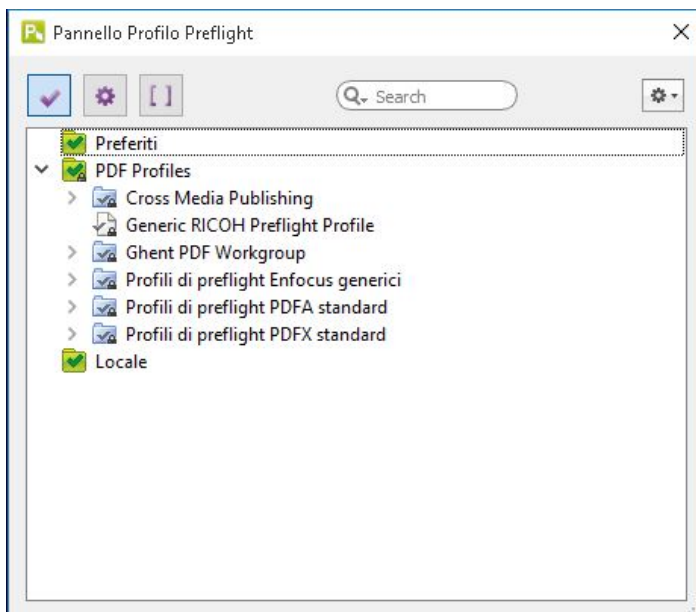 Pannello Profilo Preflight
Search
Preferiti
PDF Profiles
Cross Media Publishing
Generic RICOH Preflight Profile
Ghent PDF Workgroup
Profili di preflight Enfocus generici
Profili di preflight PDFA standard
Profili di preflight PDFX standard
Locale